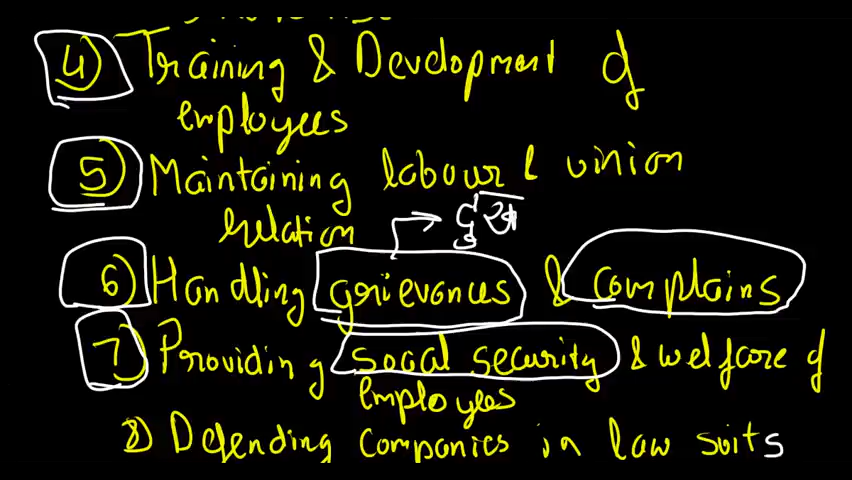 4) Training & Development of
employees
5) Maintaining labour & union
relation
दुःख
6) Handling grievances & complains
7) Providing social security & welfare of
employees
8) Defending companies in law suits